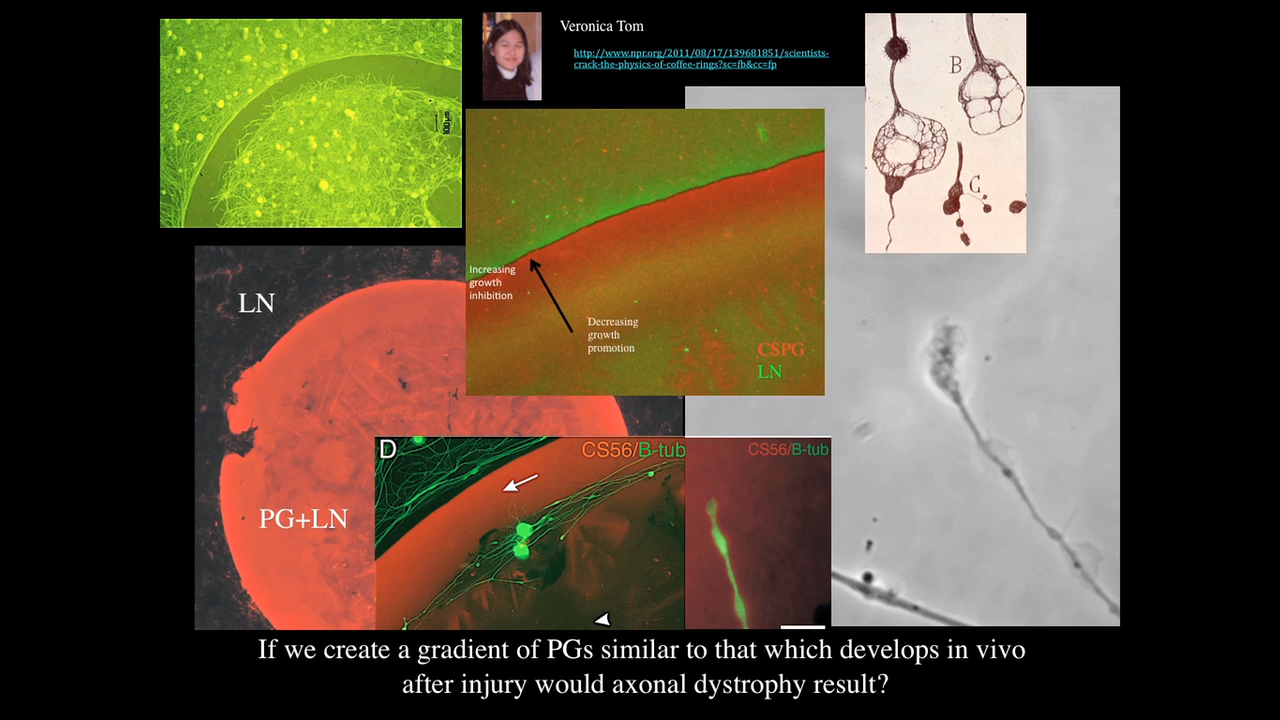 Veronica Tom
http://www.npr.org/2011/08/17/139681851/scientists-
crack-the-physics-of-coffee-rings?sc=fb&cc=fp
100µm
B
C
Increasing
growth
inhibition
Decreasing
growth
promotion
CSPG
LN
LN
PG+LN
D
CS56/B-tub
CS56/B-tub
If we create a gradient of PGs similar to that which develops in vivo
after injury would axonal dystrophy result?